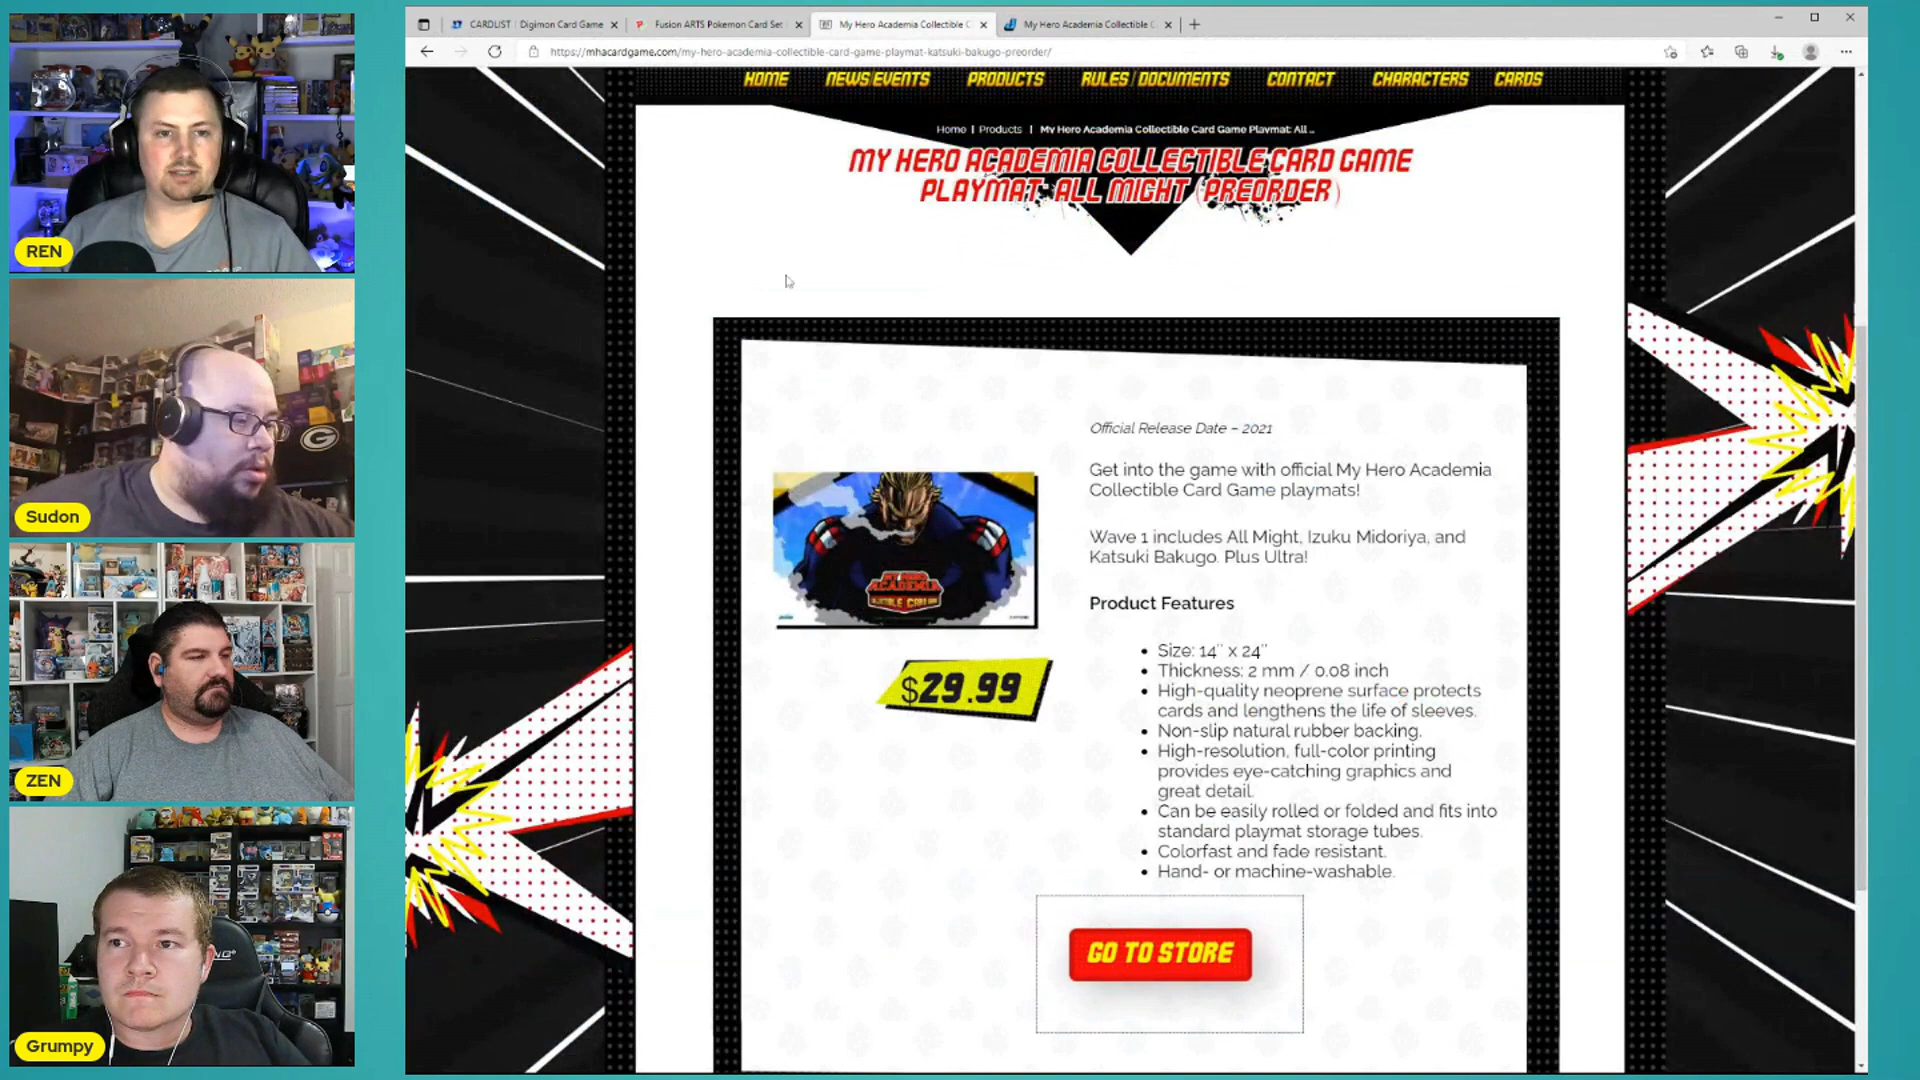 CARDLIST | Digimon Card Game
Fusion ARTS Pokemon Card Set
My Hero Academia Collectible C
My Hero Academia Collectible C
https://mhacardgame.com/my-hero-academia-collectible-card-game-playmat-katsuki-bakugo-preorder/
HOME NEWS/EVENTS PRODUCTS RULES/DOCUMENTS CONTACT CHARACTERS CARDS
Home | Products | My Hero Academia Collectible Card Game Playmat: All ...
MY HERO ACADEMIA COLLECTIBLE CARD GAME
PLAYMAT: ALL MIGHT (PREORDER)
Official Release Date – 2021
Get into the game with official My Hero Academia
Collectible Card Game playmats!
Wave 1 includes All Might, Izuku Midoriya, and
Katsuki Bakugo. Plus Ultra!
Product Features
• Size: 14″ x 24″
• Thickness: 2 mm / 0.08 inch
• High-quality neoprene surface protects
cards and lengthens the life of sleeves.
• Non-slip natural rubber backing.
• High-resolution, full-color printing
provides eye-catching graphics and
great detail.
• Can be easily rolled or folded and fits into
standard playmat storage tubes.
• Colorfast and fade resistant.
• Hand- or machine-washable.
MY HERO
ACADEMIA
$29.99
GO TO STORE
REN
Sudon
G
ZEN
Grumpy